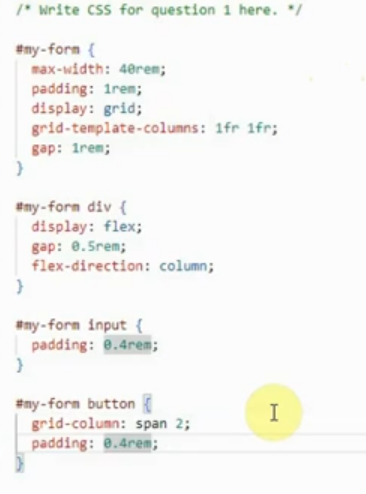 /* Write CSS for question 1 here. */
#my-form {
max-width: 40rem;
padding: 1rem;
display: grid;
grid-template-columns: 1fr 1fr;
gap: 1rem;
}
#my-form div {
display: flex;
gap: 0.5rem;
flex-direction: column;
}
#my-form input {
padding: 0.4rem;
}
#my-form button {
grid-column: span 2;
padding: 0.4rem;
}